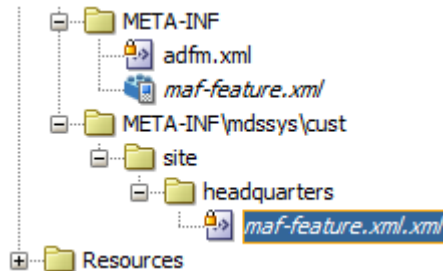 META-INF
adfm.xml
maf-feature.xml
META-INF\mdssys\cust
site
headquarters
maf-feature.xml.xml
Resources